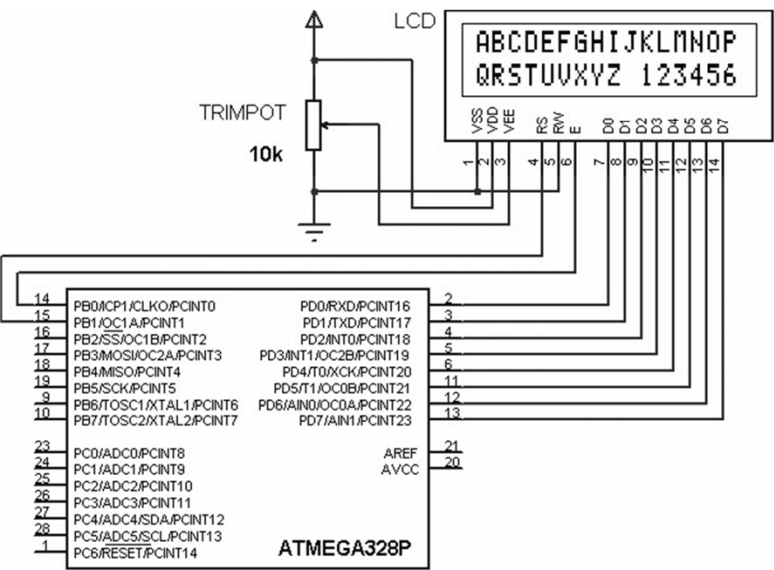 LCD
ABCDEFGHIJKLMNOP
QRSTUVXYZ 123456
TRIMPOT
10k
VSS VDD VEE RS RW E D0 D1 D2 D3 D4 D5 D6 D7
1 2 3 4 5 6 7 8 9 10 11 12 13 14
14 PB0/ICP1/CLKO/PCINT0 PD0/RXD/PCINT16 2
15 PB1/OC1A/PCINT1 PD1/TXD/PCINT17 3
16 PB2/SS/OC1B/PCINT2 PD2/INT0/PCINT18 4
17 PB3/MOSI/OC2A/PCINT3 PD3/INT1/OC2B/PCINT19 5
18 PB4/MISO/PCINT4 PD4/T0/XCK/PCINT20 6
19 PB5/SCK/PCINT5 PD5/T1/OC0B/PCINT21 11
9 PB6/TOSC1/XTAL1/PCINT6 PD6/AIN0/OC0A/PCINT22 12
10 PB7/TOSC2/XTAL2/PCINT7 PD7/AIN1/PCINT23 13
23 PC0/ADC0/PCINT8 AREF 21
24 PC1/ADC1/PCINT9 AVCC 20
25 PC2/ADC2/PCINT10
26 PC3/ADC3/PCINT11
27 PC4/ADC4/SDA/PCINT12
28 PC5/ADC5/SCL/PCINT13
1 PC6/RESET/PCINT14
ATMEGA328P